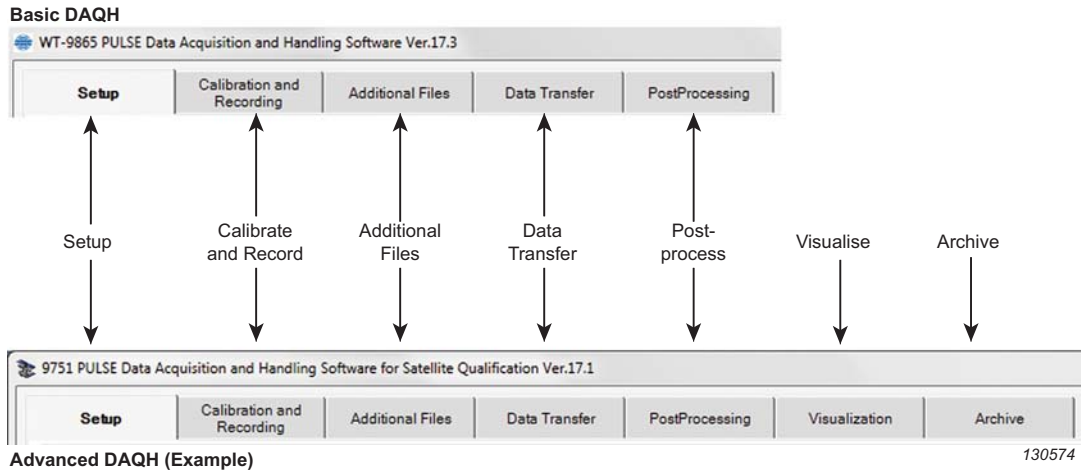 Basic DAQH
WT-9865 PULSE Data Acquisition and Handling Software Ver.17.3
Setup
Calibration and
Recording
Additional Files
Data Transfer
PostProcessing
Setup
Calibrate
and Record
Additional
Files
Data
Transfer
Post-
process
Visualise
Archive
9751 PULSE Data Acquisition and Handling Software for Satellite Qualification Ver.17.1
Setup
Calibration and
Recording
Additional Files
Data Transfer
PostProcessing
Visualization
Archive
Advanced DAQH (Example)
130574